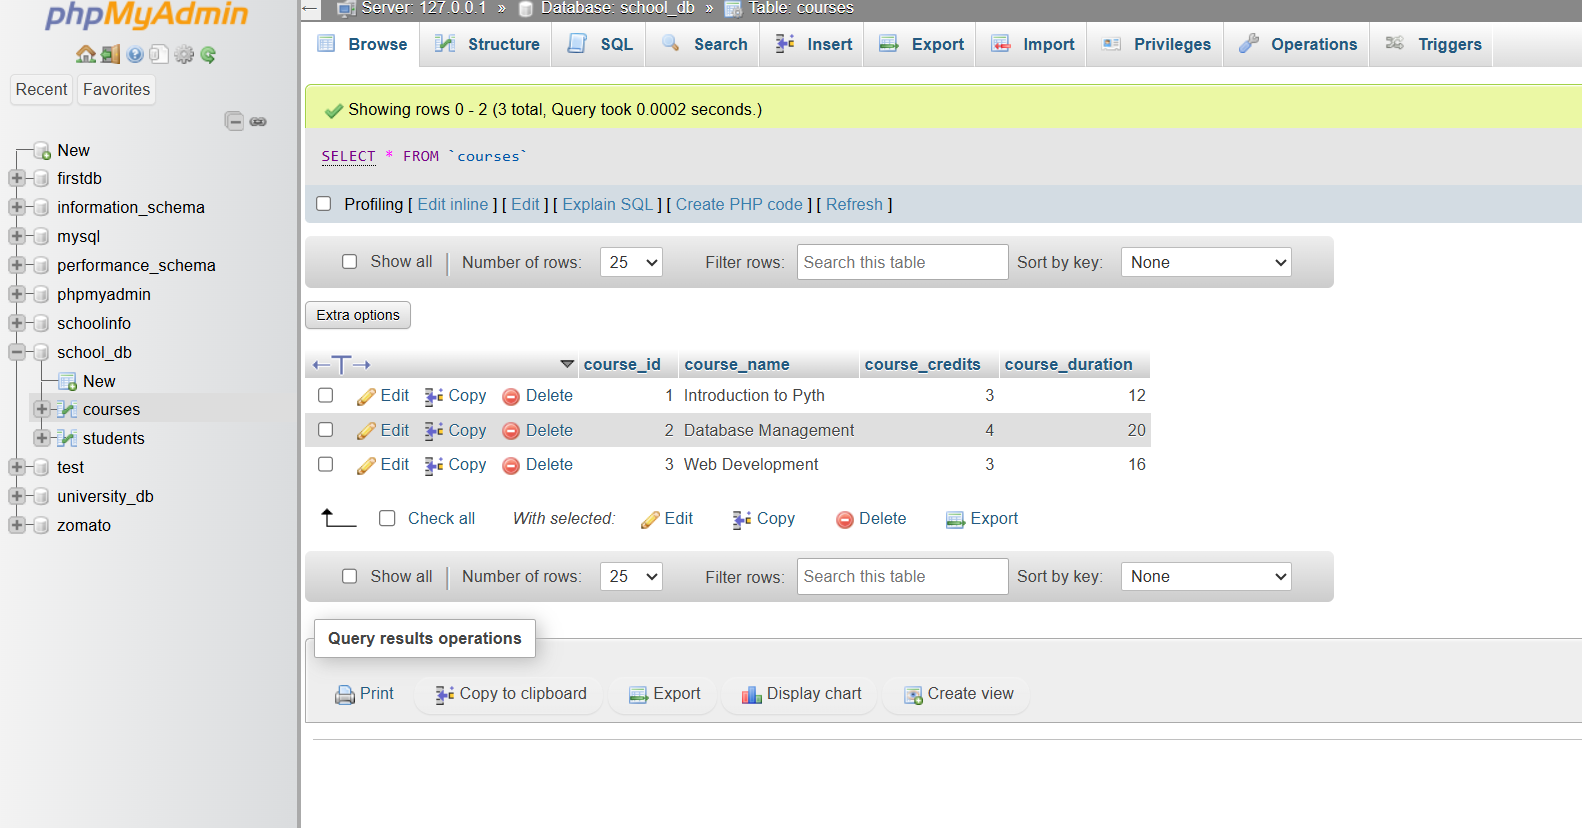 phpMyAdmin
Recent Favorites
New
firstdb
information_schema
mysql
performance_schema
phpmyadmin
schoolinfo
school_db
New
courses
students
test
university_db
zomato
← Server: 127.0.0.1 » Database: school_db » Table: courses
Browse Structure SQL Search Insert Export Import Privileges Operations Triggers
Showing rows 0 - 2 (3 total, Query took 0.0002 seconds.)
SELECT * FROM `courses`
Profiling [ Edit inline ] [ Edit ] [ Explain SQL ] [ Create PHP code ] [ Refresh ]
Show all | Number of rows: 25 Filter rows: Search this table Sort by key: None
Extra options
←T→ course_id course_name course_credits course_duration
Edit Copy Delete 1 Introduction to Pyth 3 12
Edit Copy Delete 2 Database Management 4 20
Edit Copy Delete 3 Web Development 3 16
Check all With selected: Edit Copy Delete Export
Show all | Number of rows: 25 Filter rows: Search this table Sort by key: None
Query results operations
Print Copy to clipboard Export Display chart Create view